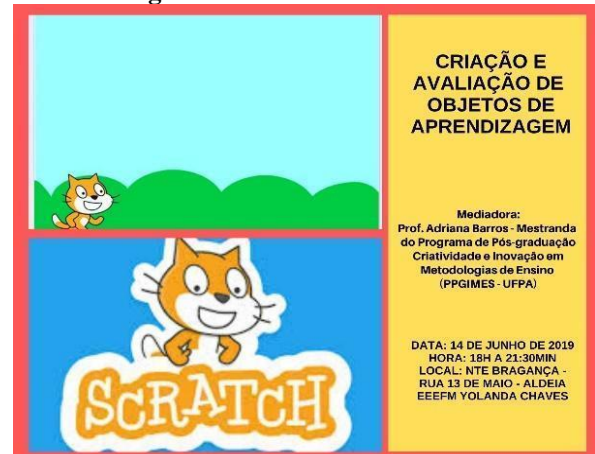 SCRATCH
CRIAÇÃO E
AVALIAÇÃO DE
OBJETOS DE
APRENDIZAGEM
Mediadora:
Prof. Adriana Barros - Mestranda
do Programa de Pós-graduação
Criatividade e Inovação em
Metodologias de Ensino
(PPGIMES - UFPA)
DATA: 14 DE JUNHO DE 2019
HORA: 18H A 21:30MIN
LOCAL: NTE BRAGANÇA -
RUA 13 DE MAIO - ALDEIA
EEEFM YOLANDA CHAVES